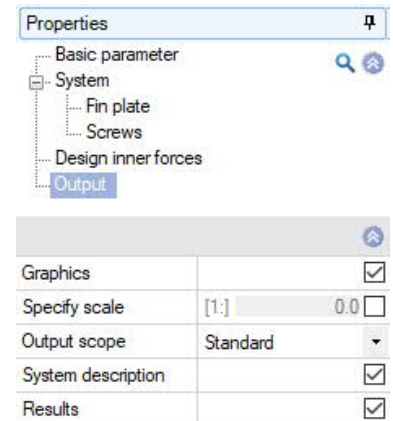 Properties
Basic parameter
System
Fin plate
Screws
Design inner forces
Output
Graphics
Specify scale [1:] 0.0
Output scope Standard
System description
Results